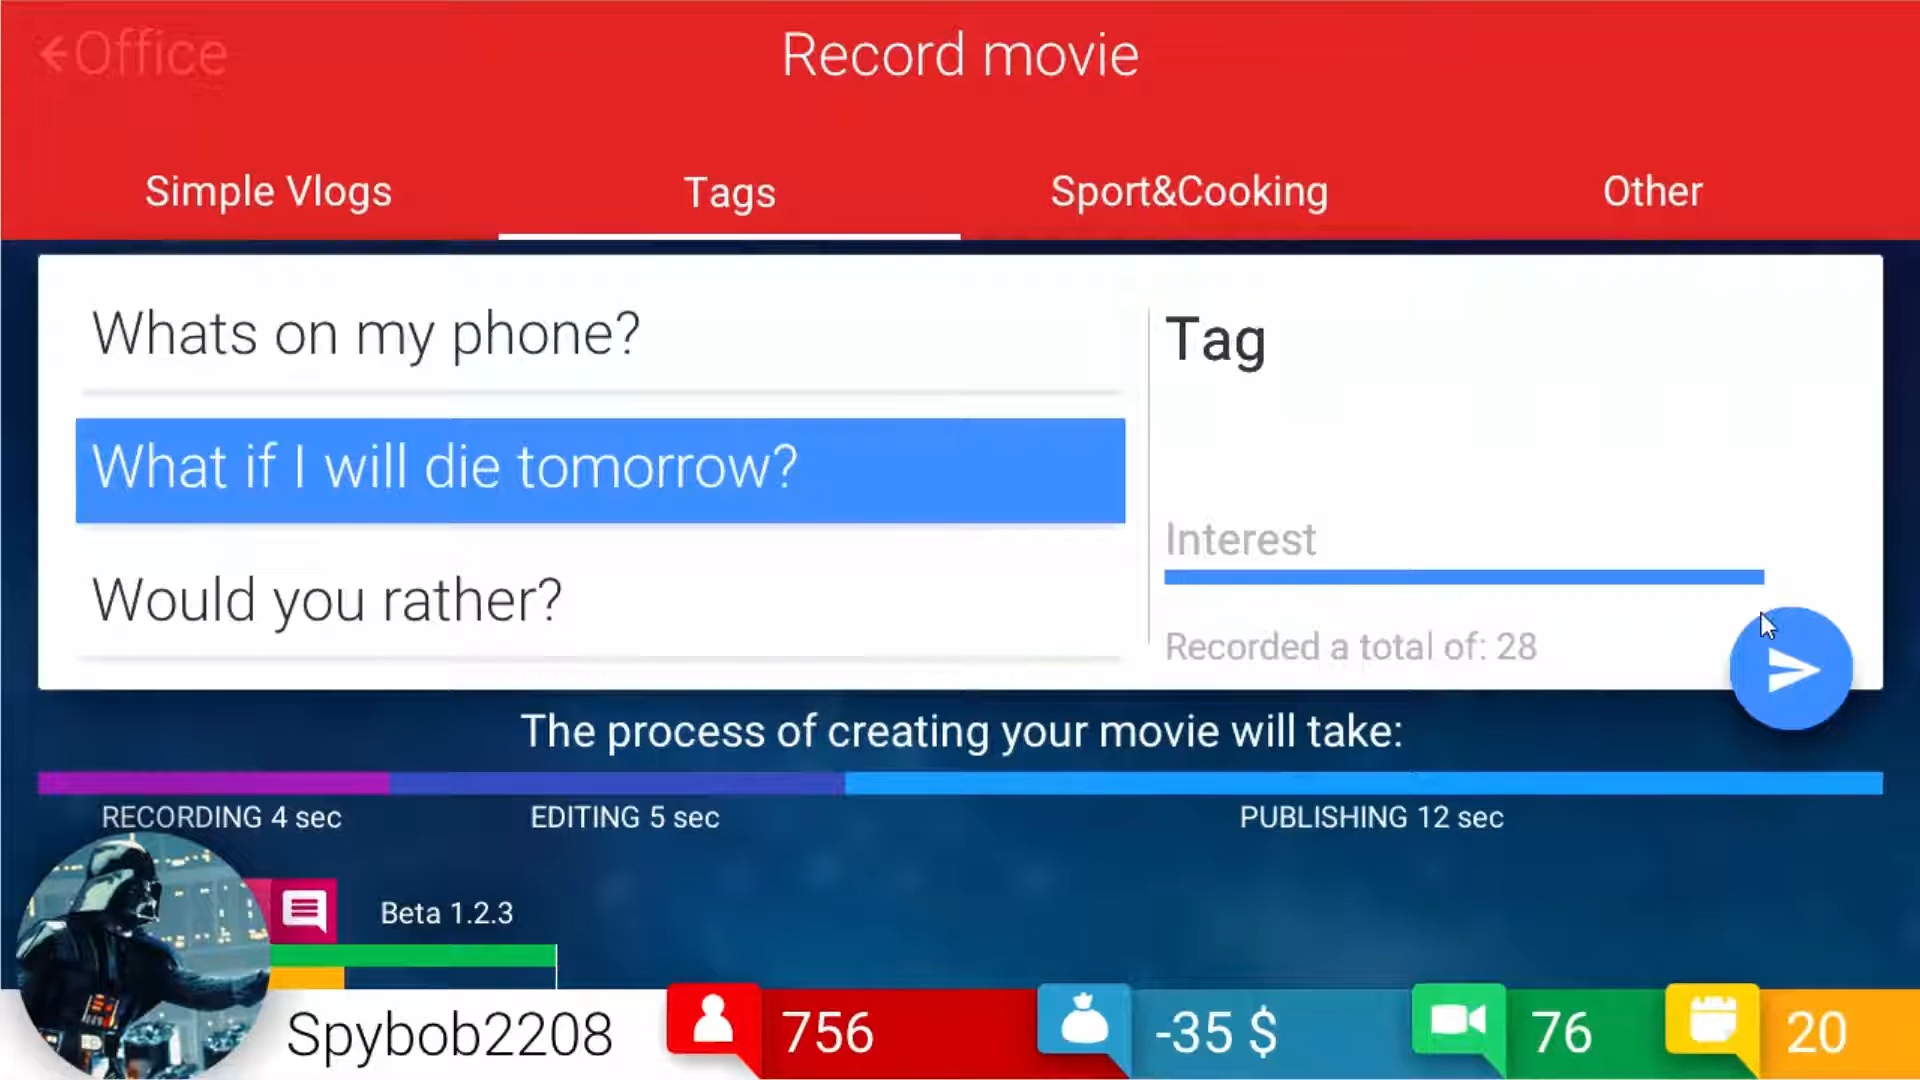 Office
Record movie
Simple Vlogs
Tags
Sport&Cooking
Other
Whats on my phone?
What if I will die tomorrow?
Would you rather?
Tag
Interest
Recorded a total of: 28
The process of creating your movie will take:
RECORDING 4 sec
EDITING 5 sec
PUBLISHING 12 sec
Beta 1.2.3
Spybob2208
756
-35 $
76
20